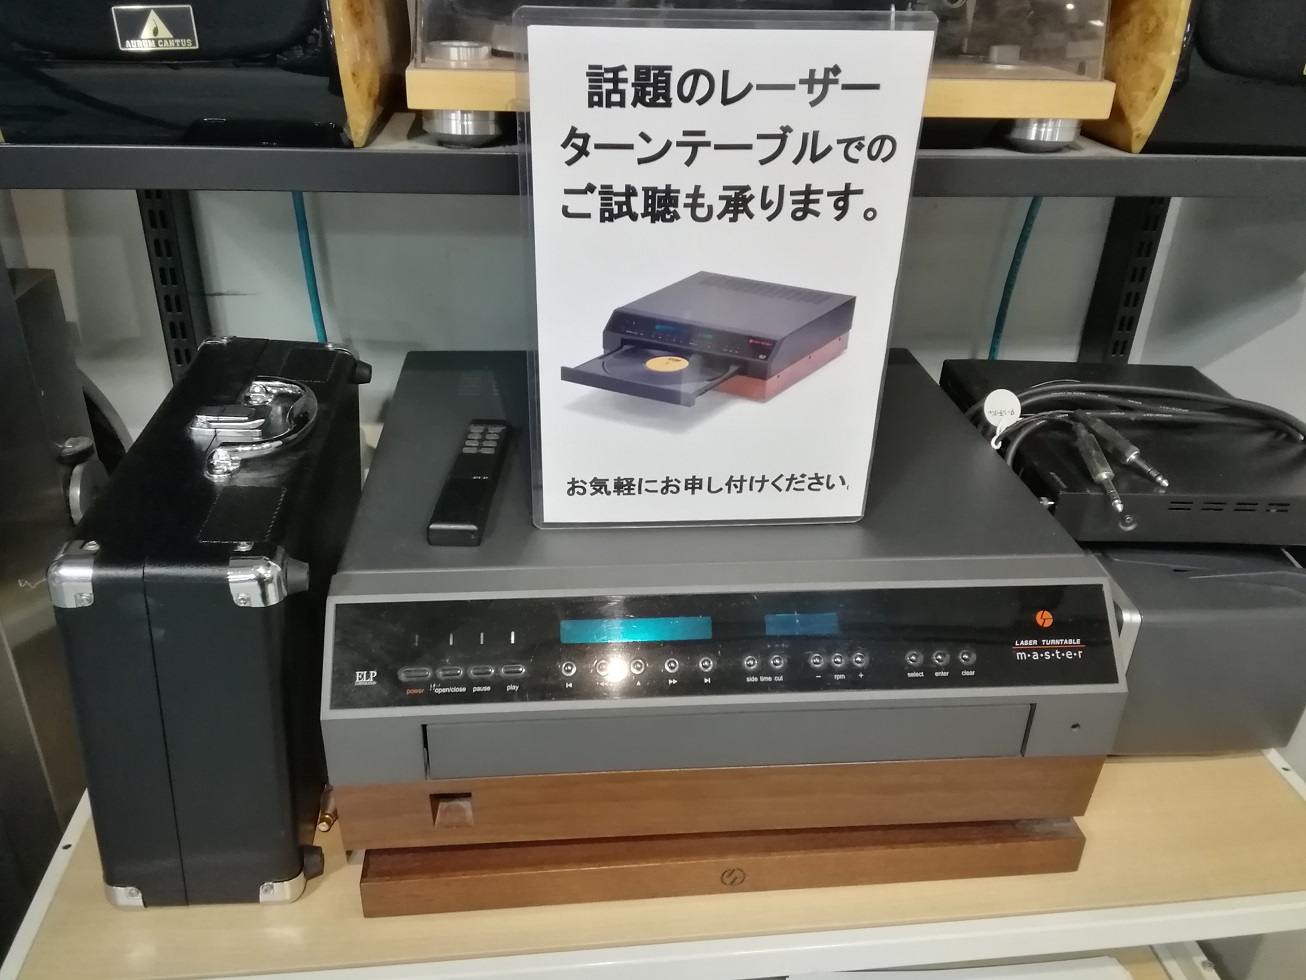 AURUM CANTUS
話題のレーザー
ターンテーブルでの
ご試聴も承ります。
お気軽にお申し付けください。
ELP
power
open/close
pause
play
side time cut
− rpm +
select
enter
clear
LASER TURNTABLE
m·a·s·t·e·r